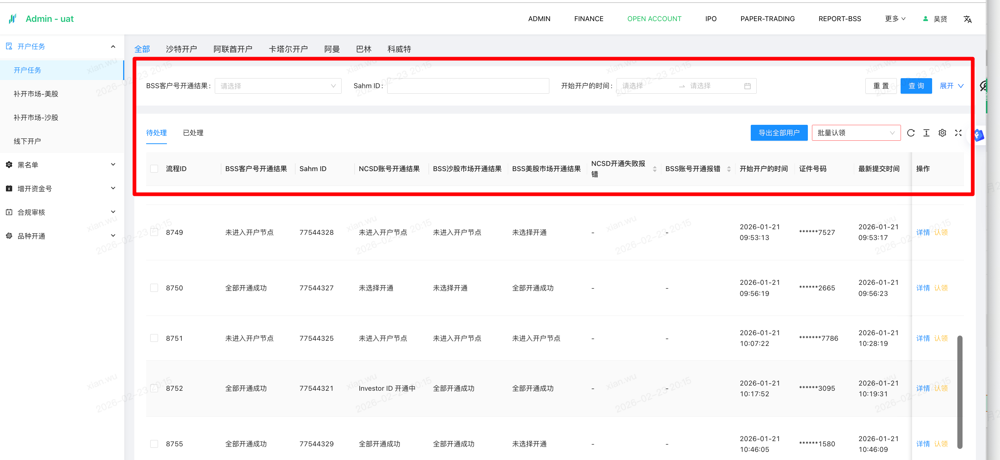 Admin - uat
ADMIN FINANCE OPEN ACCOUNT IPO PAPER-TRADING REPORT-BSS 更多 吴贤
开户任务
开户任务
补开市场-美股
补开市场-沙股
线下开户
黑名单
增开资金号
合规审核
品种开通
全部 沙特开户 阿联酋开户 卡塔尔开户 阿曼 巴林 科威特
BSS客户号开通结果: 请选择 Sahm ID: 开始开户的时间: 请选择 → 请选择 重 置 查 询 展开
待处理 已处理 导出全部用户 批量认领
流程ID BSS客户号开通结果 Sahm ID NCSD账号开通结果 BSS沙股市场开通结果 BSS美股市场开通结果 NCSD开通失败报错 BSS账号开通报错 开始开户的时间 证件号码 最新提交时间 操作
8749 未进入开户节点 77544328 未进入开户节点 未进入开户节点 未选择开通 - - 2026-01-21 09:53:13 ******7527 2026-01-21 09:53:17 详情 认领
8750 全部开通成功 77544327 未选择开通 未选择开通 全部开通成功 - - 2026-01-21 09:56:19 ******2665 2026-01-21 09:56:23 详情 认领
8751 未进入开户节点 77544325 未进入开户节点 未进入开户节点 未进入开户节点 - - 2026-01-21 10:07:22 *******7786 2026-01-21 10:28:19 详情 认领
8752 全部开通成功 77544321 Investor ID 开通中 全部开通成功 全部开通成功 - - 2026-01-21 10:17:52 ******3095 2026-01-21 10:19:31 详情 认领
8755 全部开通成功 77544329 全部开通成功 全部开通成功 未选择开通 - - 2026-01-21 10:46:05 ******1580 2026-01-21 10:46:09 详情 认领
xian.wu
2026-02-23 20:15